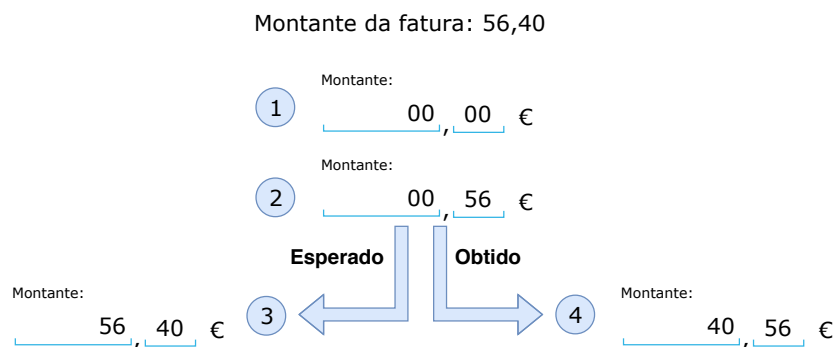 Montante da fatura: 56,40
Montante:
1
00 , 00 €
Montante:
2
00 , 56 €
Esperado
Obtido
Montante:
56 , 40 €
3
4
Montante:
40 , 56 €